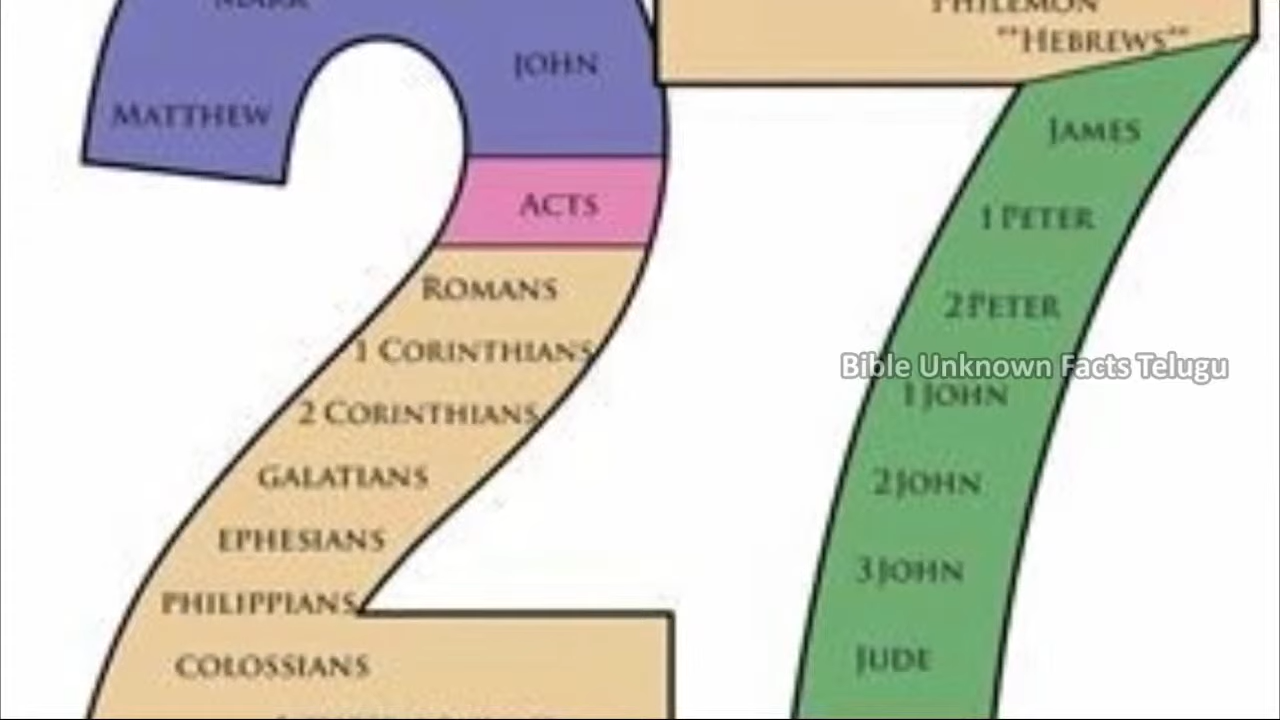 MARK
JOHN
MATTHEW
ACTS
ROMANS
1 CORINTHIANS
2 CORINTHIANS
GALATIANS
EPHESIANS
PHILIPPIANS
COLOSSIANS
PHILEMON
**HEBREWS**
JAMES
1 PETER
2 PETER
Bible Unknown Facts Telugu
1 JOHN
2 JOHN
3 JOHN
JUDE